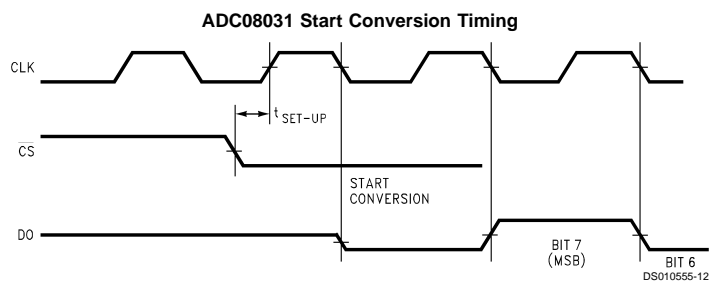 ADC08031 Start Conversion Timing
CLK
t SET-UP
CS
START
CONVERSION
DO
BIT 7
(MSB)
BIT 6
DS010555-12